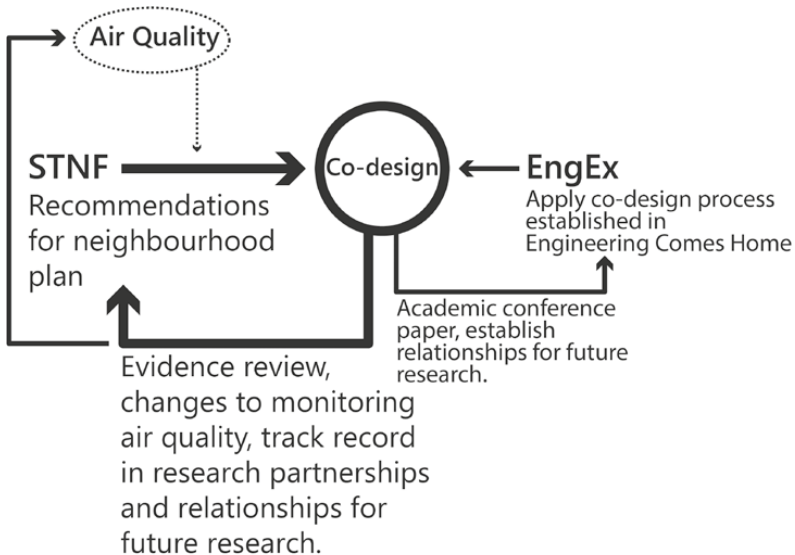 Air Quality
STNF
Recommendations
for neighbourhood
plan
Co-design
EngEx
Apply co-design process
established in
Engineering Comes Home
Academic conference
paper, establish
relationships for future
research.
Evidence review,
changes to monitoring
air quality, track record
in research partnerships
and relationships for
future research.